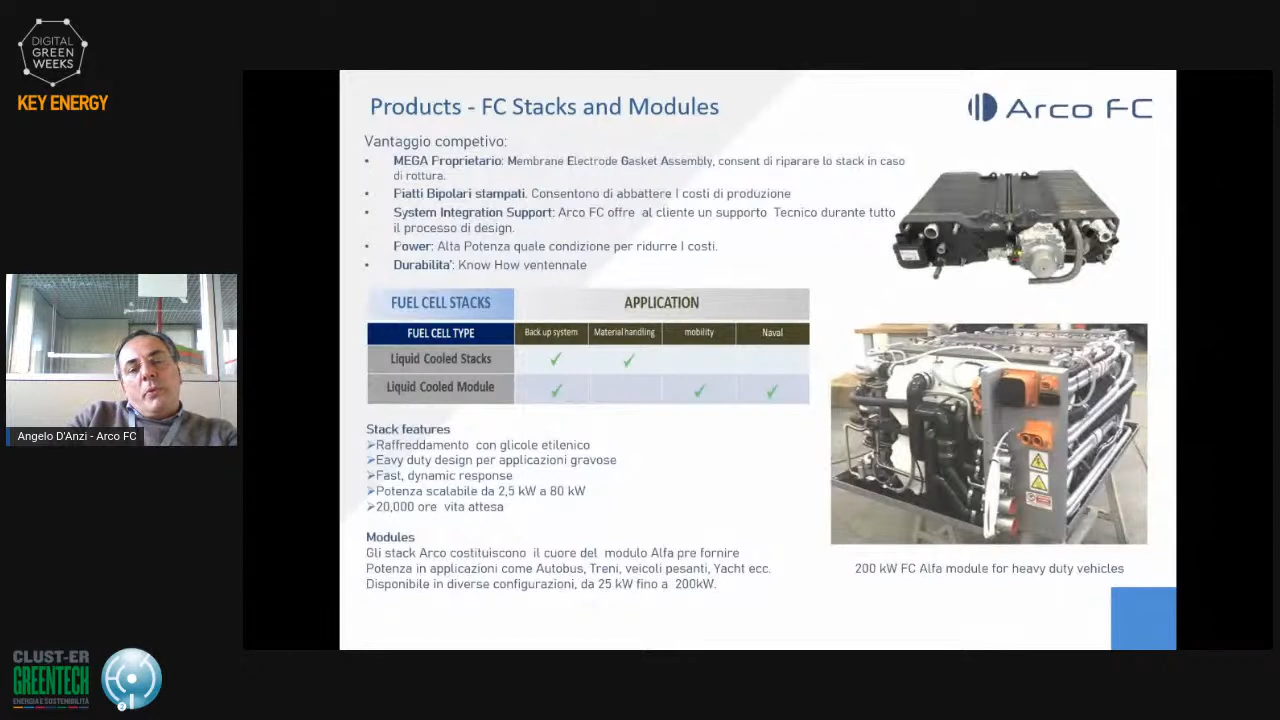 DIGITAL
GREEN
WEEKS
KEY ENERGY
Products - FC Stacks and Modules
Arco FC
Vantaggio competivo:
• MEGA Proprietario: Membrane Electrode Gasket Assembly, consent di riparare lo stack in caso
di rottura.
• Piatti Bipolari stampati. Consentono di abbattere I costi di produzione
• System Integration Support: Arco FC offre al cliente un supporto Tecnico durante tutto
il processo di design.
• Power: Alta Potenza quale condizione per ridurre I costi.
• Durabilita': Know How ventennale
FUEL CELL STACKS APPLICATION
FUEL CELL TYPE Back up system Material handling mobility Naval
Liquid Cooled Stacks ✓ ✓
Liquid Cooled Module ✓ ✓ ✓
Stack features
➢Raffreddamento con glicole etilenico
➢Eavy duty design per applicazioni gravose
➢Fast, dynamic response
➢Potenza scalabile da 2,5 kW a 80 kW
➢20,000 ore vita attesa
Modules
Gli stack Arco costituiscono il cuore del modulo Alfa pre fornire
Potenza in applicazioni come Autobus, Treni, veicoli pesanti, Yacht ecc.
Disponibile in diverse configurazioni, da 25 kW fino a 200kW.
200 kW FC Alfa module for heavy duty vehicles
Angelo D'Anzi - Arco FC
CLUST-ER
GREENTECH
ENERGIA E SOSTENIBILITÀ
2